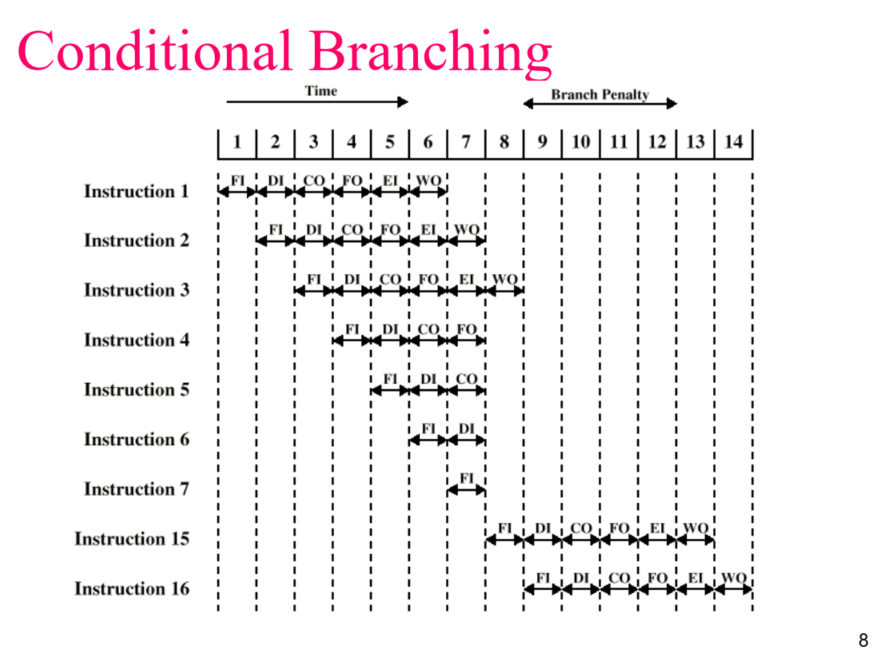 Conditional Branching
Time Branch Penalty
1 2 3 4 5 6 7 8 9 10 11 12 13 14
Instruction 1 FI DI CO FO EI WO
Instruction 2 FI DI CO FO EI WO
Instruction 3 FI DI CO FO EI WO
Instruction 4 FI DI CO FO
Instruction 5 FI DI CO
Instruction 6 FI DI
Instruction 7 FI
Instruction 15 FI DI CO FO EI WO
Instruction 16 FI DI CO FO EI WO
8